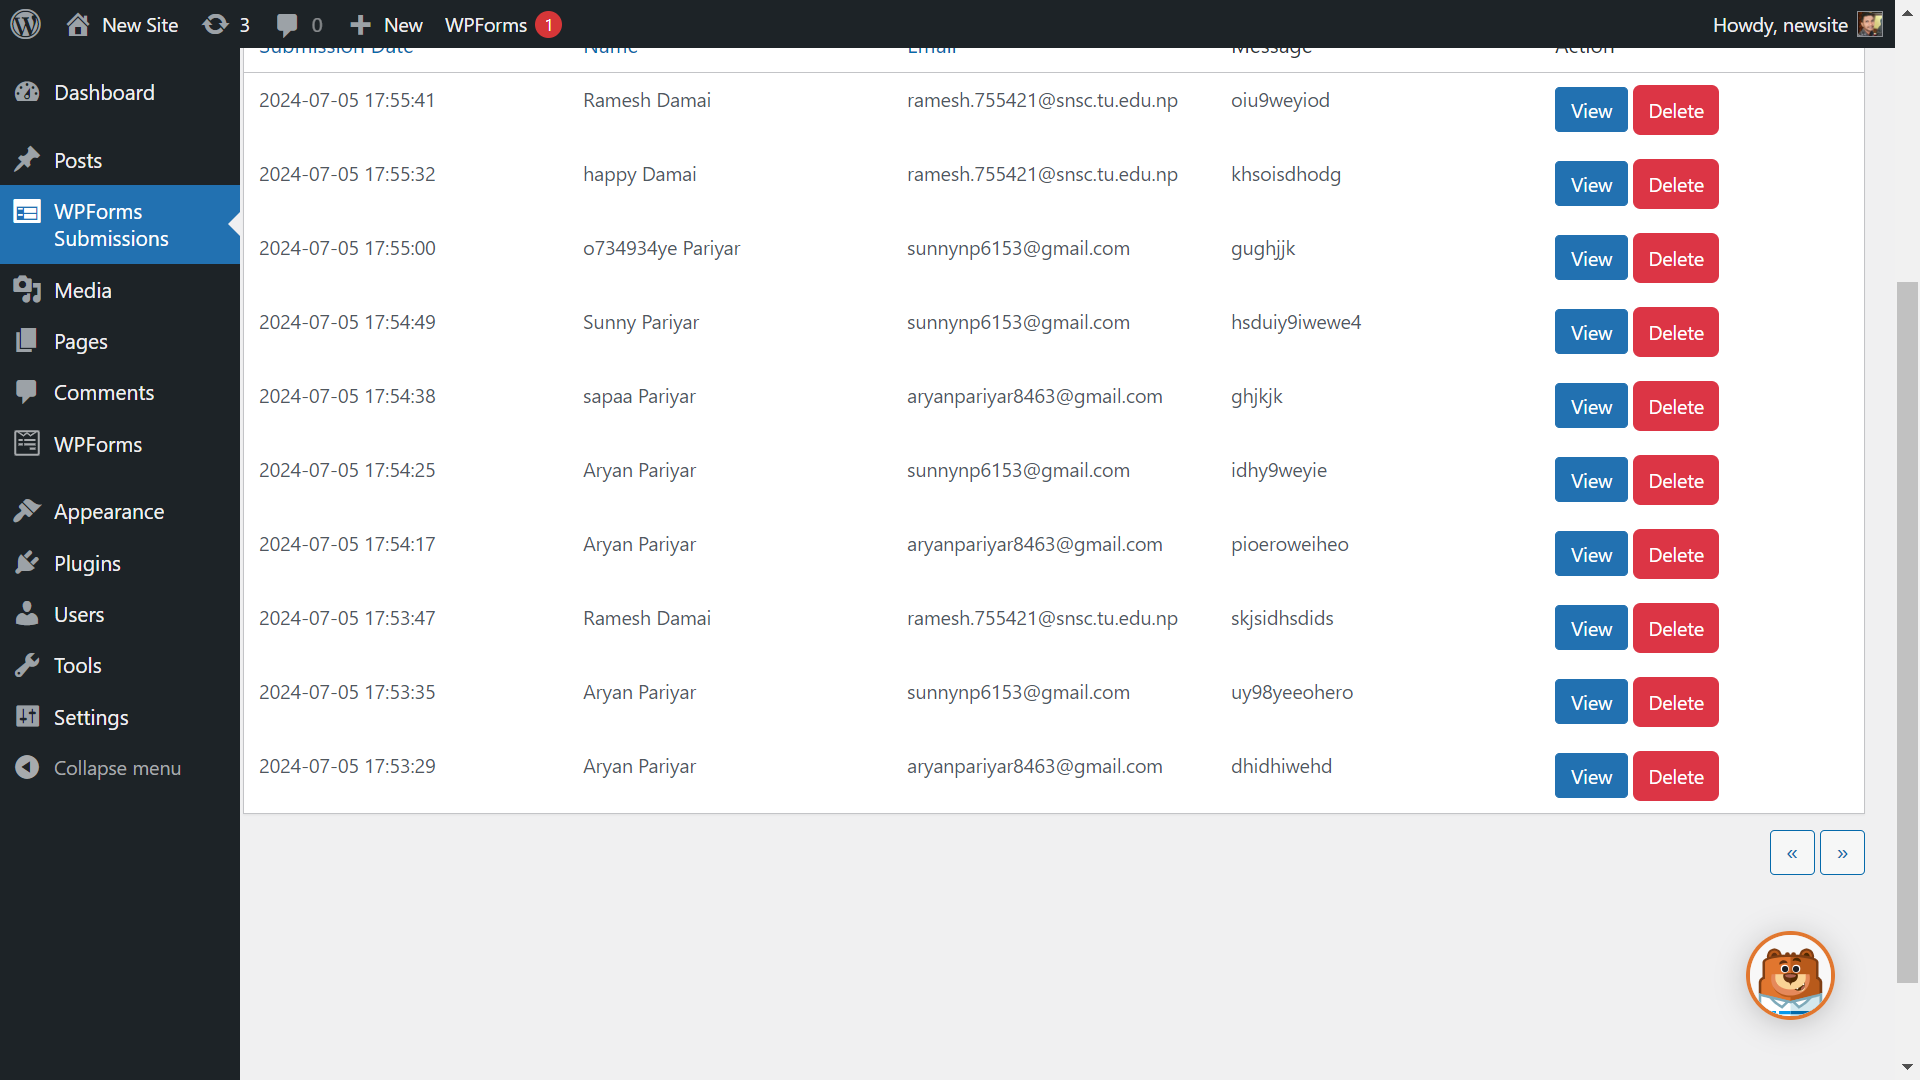 New Site 3 0 New WPForms 1 Howdy, newsite
Submission Date Name Email Message Action
Dashboard
Posts
WPForms Submissions
Media
Pages
Comments
WPForms
Appearance
Plugins
Users
Tools
Settings
Collapse menu
2024-07-05 17:55:41 Ramesh Damai ramesh.755421@snsc.tu.edu.np oiu9weyiod View Delete
2024-07-05 17:55:32 happy Damai ramesh.755421@snsc.tu.edu.np khsoisdhodg View Delete
2024-07-05 17:55:00 o734934ye Pariyar sunnynp6153@gmail.com gughjjk View Delete
2024-07-05 17:54:49 Sunny Pariyar sunnynp6153@gmail.com hsduiy9iwewe4 View Delete
2024-07-05 17:54:38 sapaa Pariyar aryanpariyar8463@gmail.com ghjkjk View Delete
2024-07-05 17:54:25 Aryan Pariyar sunnynp6153@gmail.com idhy9weyie View Delete
2024-07-05 17:54:17 Aryan Pariyar aryanpariyar8463@gmail.com pioeroweiheo View Delete
2024-07-05 17:53:47 Ramesh Damai ramesh.755421@snsc.tu.edu.np skjsidhsdids View Delete
2024-07-05 17:53:35 Aryan Pariyar sunnynp6153@gmail.com uy98yeeohero View Delete
2024-07-05 17:53:29 Aryan Pariyar aryanpariyar8463@gmail.com dhidhiwehd View Delete
« »